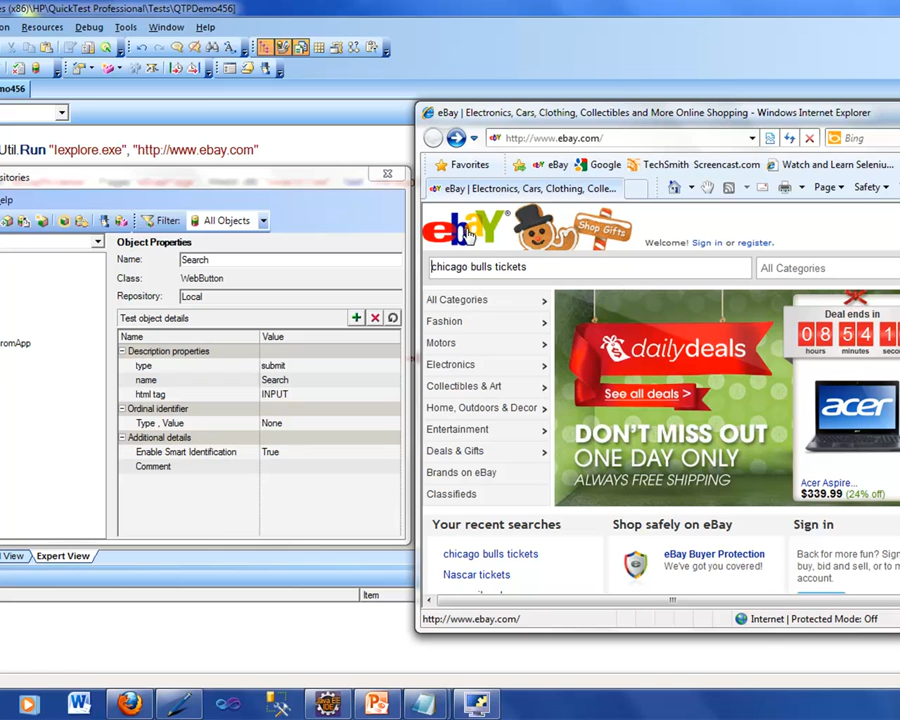 s (x86)\HP\QuickTest Professional\Tests\QTPDemo456]
on Resources Debug Tools Window Help
mo456
Util.Run "Iexplore.exe", "http://www.ebay.com"
sitories
elp
Filter: All Objects
Object Properties
Name: Search
Class: WebButton
Repository: Local
Test object details
Name Value
Description properties
type submit
name Search
html tag INPUT
Ordinal identifier
Type , Value None
Additional details
Enable Smart Identification True
Comment
romApp
l View Expert View
Item
eBay | Electronics, Cars, Clothing, Collectibles and More Online Shopping - Windows Internet Explorer
http://www.ebay.com/ Bing
Favorites eBay Google TechSmith Screencast.com Watch and Learn Seleniu...
eBay | Electronics, Cars, Clothing, Colle... Page Safety
ebaY® Shop Gifts
Welcome! Sign in or register.
chicago bulls tickets All Categories
All Categories
Fashion
Motors
Electronics
Collectibles & Art
Home, Outdoors & Decor
Entertainment
Deals & Gifts
Brands on eBay
Classifieds
dailydeals
See all deals >
DON'T MISS OUT
ONE DAY ONLY
ALWAYS FREE SHIPPING
Deal ends in
08 54 1
hours minutes seco
acer
Acer Aspire...
$339.99 (24% off)
Your recent searches
chicago bulls tickets
Nascar tickets
Shop safely on eBay
eBay Buyer Protection
We've got you covered!
Sign in
Back for more fun? Sign
buy, bid and sell, or to m
account.
http://www.ebay.com/ Internet | Protected Mode: Off